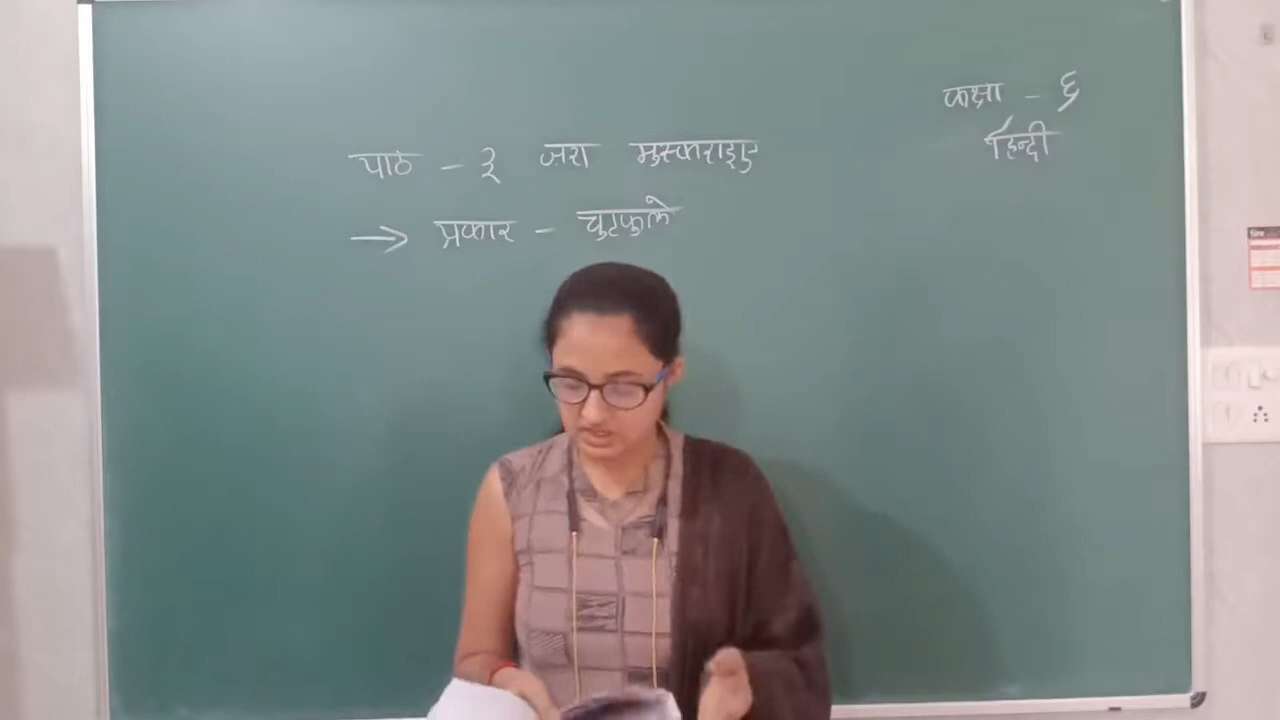 कक्षा - ६
हिन्दी
पाठ - ३ जरा मुस्कराइए
→ प्रकार - चुटकुले